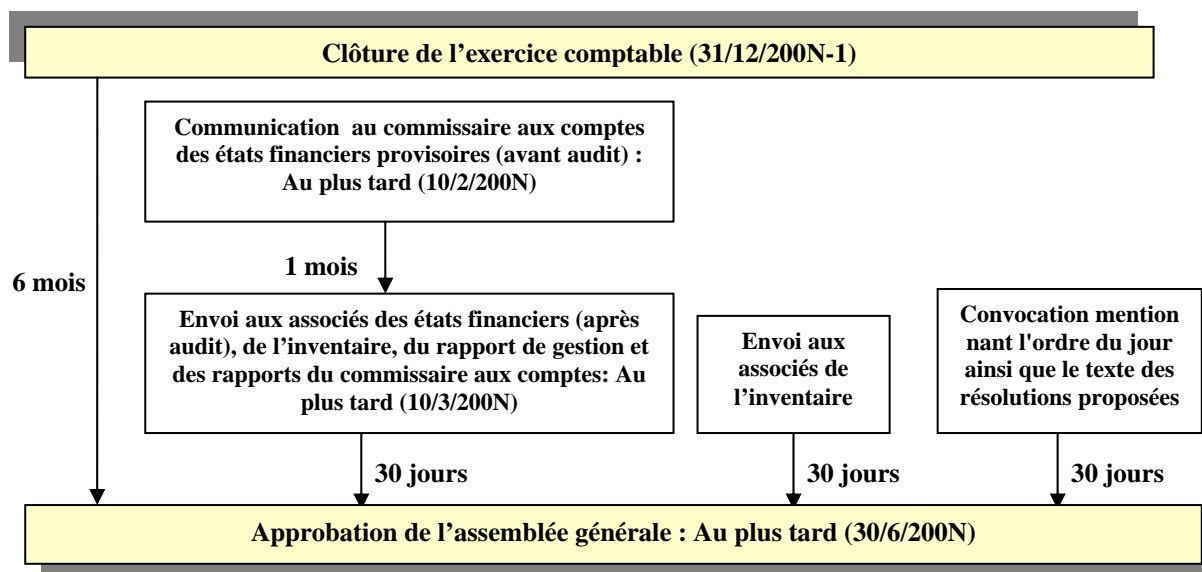 Clôture de l’exercice comptable (31/12/200N-1)
Communication au commissaire aux comptes
des états financiers provisoires (avant audit) :
Au plus tard (10/2/200N)
1 mois
6 mois
Envoi aux associés des états financiers (après
audit), de l’inventaire, du rapport de gestion et
des rapports du commissaire aux comptes: Au
plus tard (10/3/200N)
Envoi aux
associés de
l’inventaire
Convocation mention
nant l'ordre du jour
ainsi que le texte des
résolutions proposées
30 jours
30 jours
30 jours
Approbation de l’assemblée générale : Au plus tard (30/6/200N)